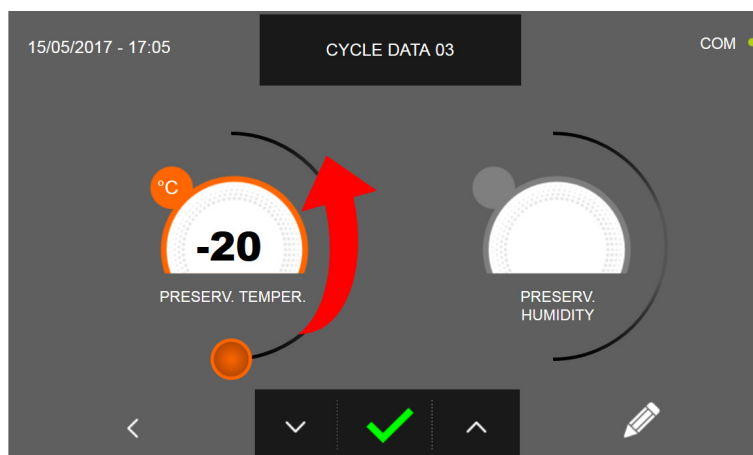 15/05/2017 - 17:05
CYCLE DATA 03
COM
°C
-20
PRESERV. TEMPER.
PRESERV.
HUMIDITY